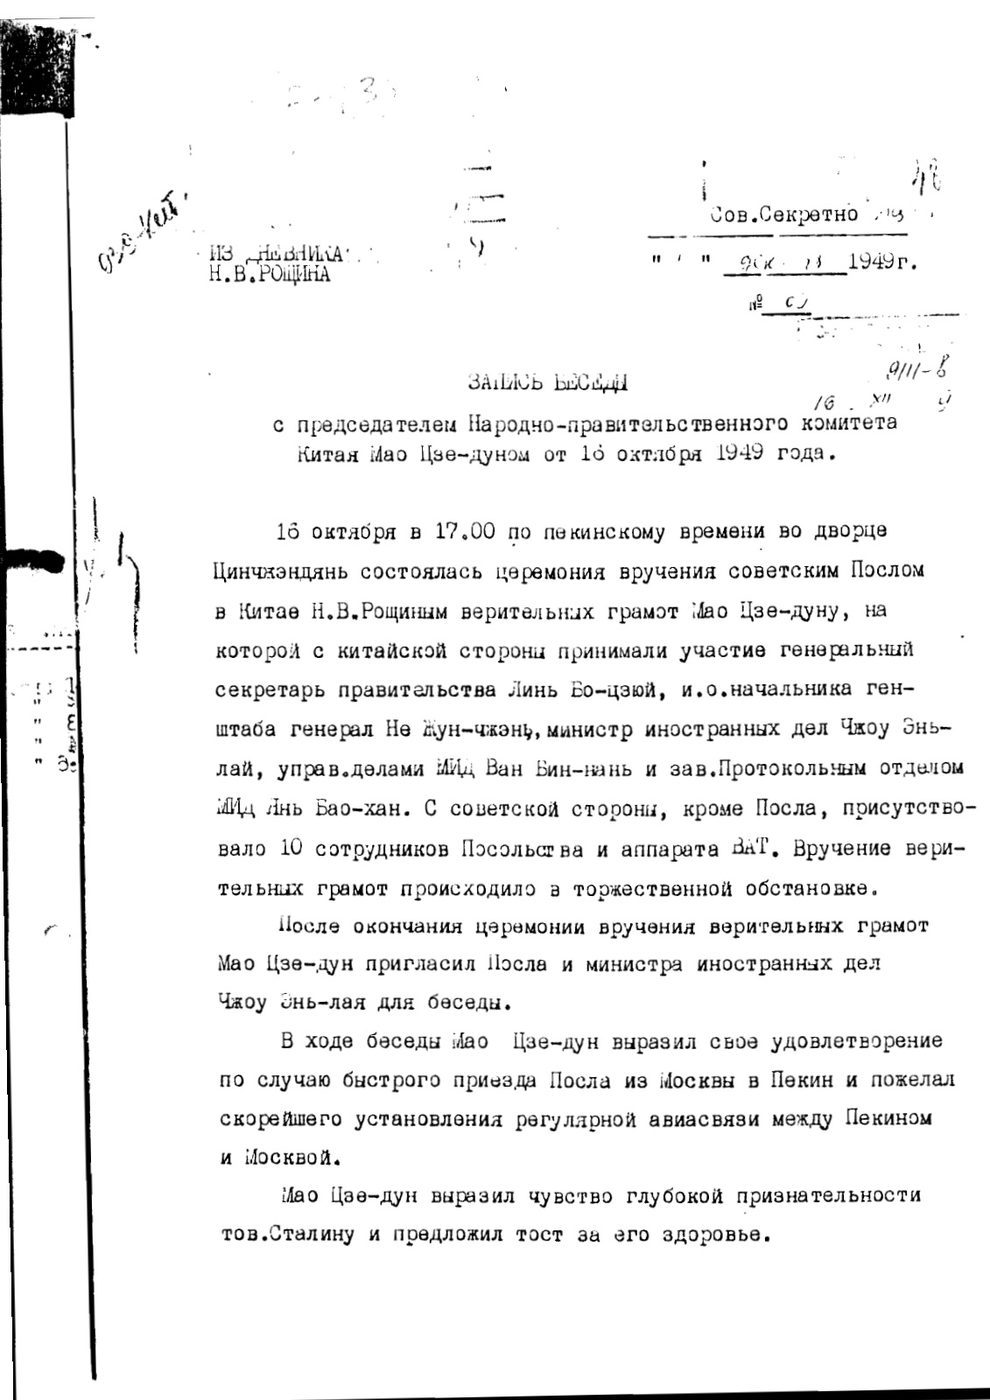 Сов.Секретно
ИЗ ДНЕВНИКА
Н.В.РОЩИНА
" " 1949г.
№
ЗАПИСЬ БЕСЕДЫ
16 XII
с председателем Народно-правительственного комитета
Китая Мао Цзе-дуном от 16 октября 1949 года.
16 октября в 17.00 по пекинскому времени во дворце
Цинчжэндянь состоялась церемония вручения советским Послом
в Китае Н.В.Рощиным верительных грамот Мао Цзе-дуну, на
которой с китайской стороны принимали участие генеральный
секретарь правительства Линь Бо-цзюй, и.о.начальника ген-
штаба генерал Не Жун-чжэнь, министр иностранных дел Чжоу Энь-
лай, управ.делами МИД Ван Бин-нань и зав.Протокольным отделом
МИД Янь Бао-хан. С советской стороны, кроме Посла, присутство-
вало 10 сотрудников Посольства и аппарата ВАТ. Вручение вери-
тельных грамот происходило в торжественной обстановке.
После окончания церемонии вручения верительных грамот
Мао Цзе-дун пригласил Посла и министра иностранных дел
Чжоу Энь-лая для беседы.
В ходе беседы Мао Цзе-дун выразил свое удовлетворение
по случаю быстрого приезда Посла из Москвы в Пекин и пожелал
скорейшего установления регулярной авиасвязи между Пекином
и Москвой.
Мао Цзе-дун выразил чувство глубокой признательности
тов.Сталину и предложил тост за его здоровье.